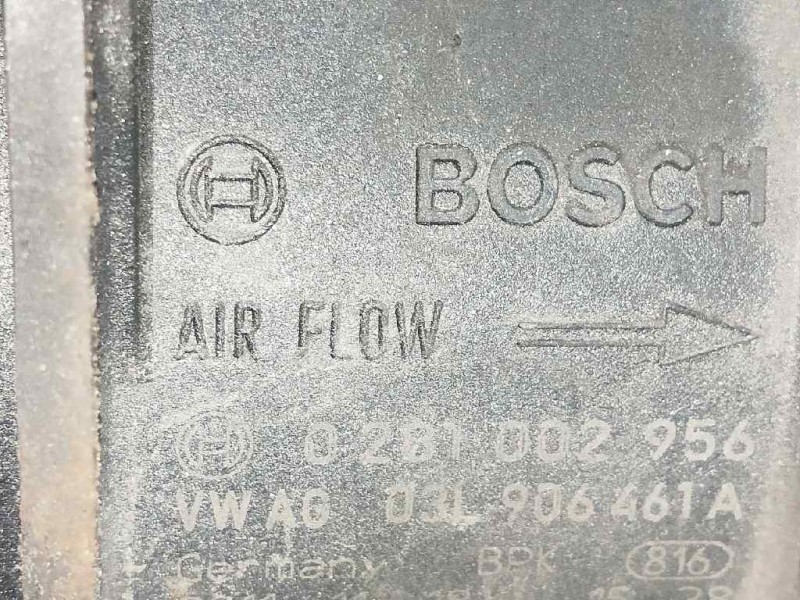 BOSCH
AIR FLOW
0 281 002 956
VW AG 03L 906 461 A
Germany BPK 816